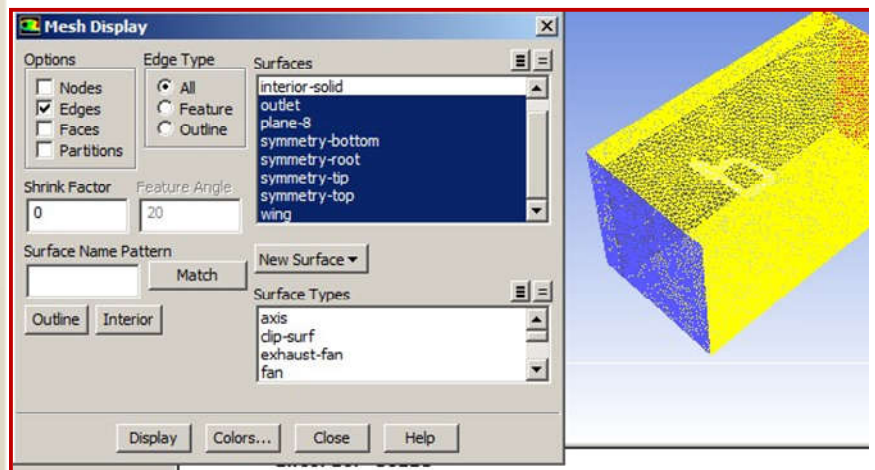 Mesh Display
Options
Nodes
Edges
Faces
Partitions
Edge Type
All
Feature
Outline
Shrink Factor
0
Feature Angle
20
Surface Name Pattern
Match
Outline Interior
Surfaces
interior-solid
outlet
plane-8
symmetry-bottom
symmetry-root
symmetry-tip
symmetry-top
wing
New Surface
Surface Types
axis
clip-surf
exhaust-fan
fan
Display Colors... Close Help